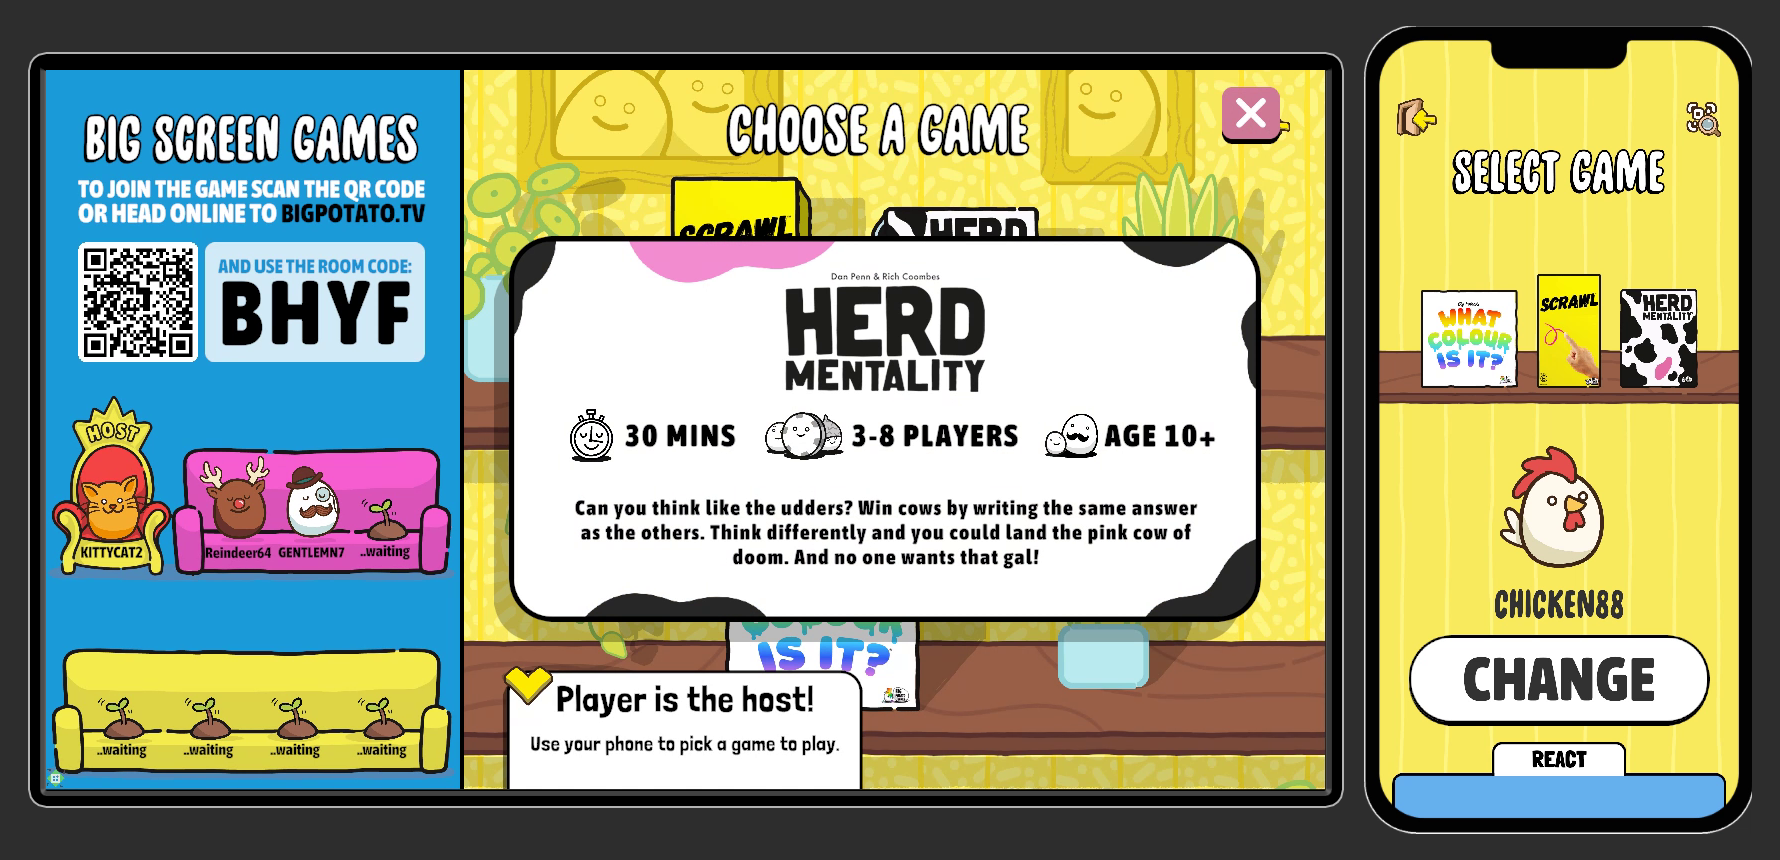 BIG SCREEN GAMES
TO JOIN THE GAME SCAN THE QR CODE
OR HEAD ONLINE TO BIGPOTATO.TV
AND USE THE ROOM CODE:
BHYF
HOST
KITTYCAT2
Reindeer64
GENTLEMN7
..waiting
..waiting
..waiting
..waiting
..waiting
CHOOSE A GAME
SCRAWL
HERD
Dan Penn & Rich Coombes
HERD
MENTALITY
30 MINS
3-8 PLAYERS
AGE 10+
Can you think like the udders? Win cows by writing the same answer
as the others. Think differently and you could land the pink cow of
doom. And no one wants that gal!
IS IT?
Player is the host!
Use your phone to pick a game to play.
SELECT GAME
WHAT
COLOUR
IS IT?
SCRAWL
HERD
MENTALITY
CHICKEN88
CHANGE
REACT